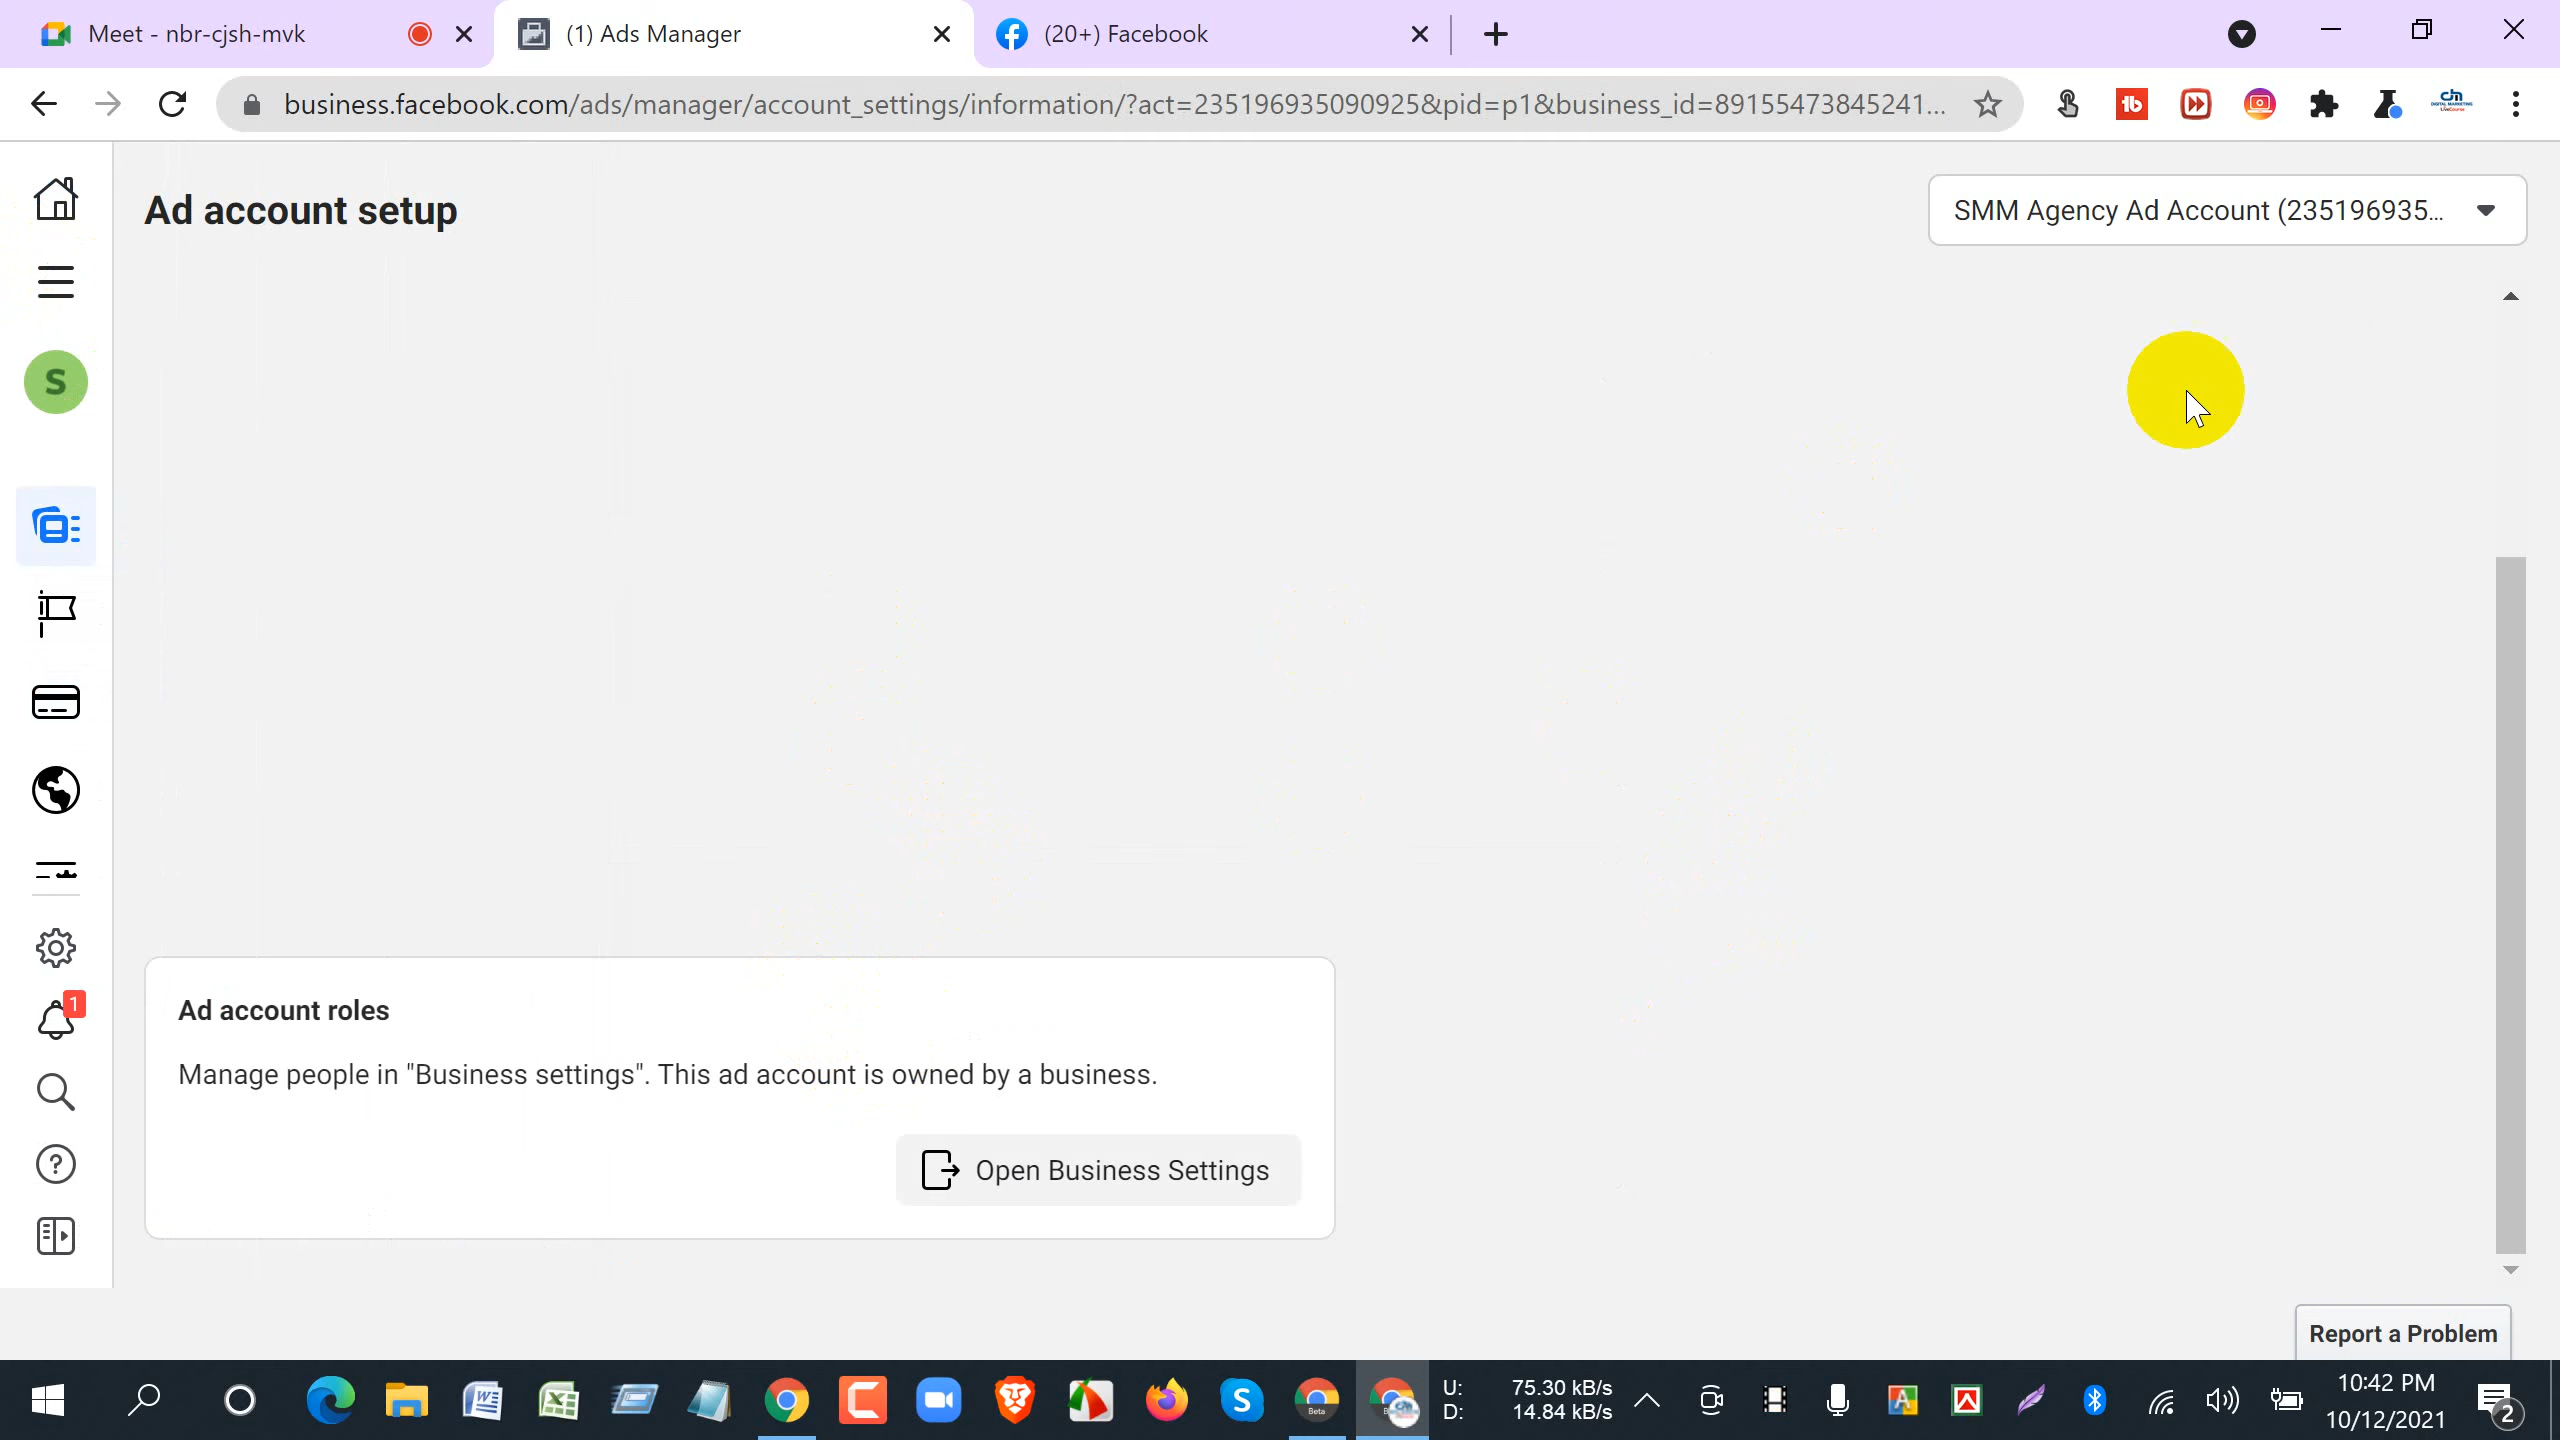 Meet - nbr-cjsh-mvk
(1) Ads Manager
(20+) Facebook
business.facebook.com/ads/manager/account_settings/information/?act=235196935090925&pid=p1&business_id=89155473845241...
Ad account setup
SMM Agency Ad Account (235196935...
S
1
Ad account roles
Manage people in "Business settings". This ad account is owned by a business.
Open Business Settings
Report a Problem
U: 75.30 kB/s
D: 14.84 kB/s
10:42 PM
10/12/2021
2